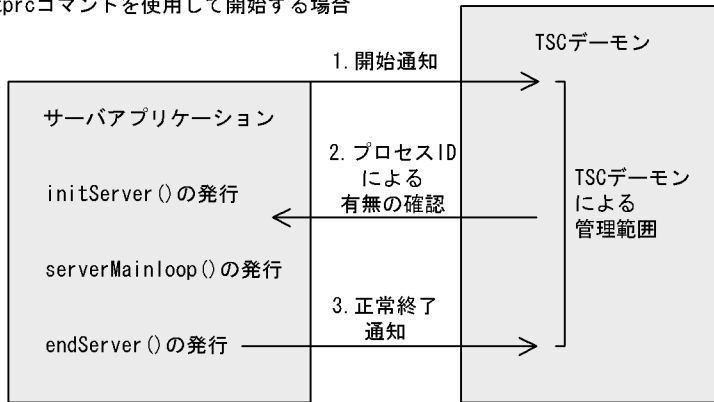 prcコマンドを使用して開始する場合
TSCデーモン
1.開始通知
サーバアプリケーション
2.プロセスID
による
有無の確認
initServer()の発行
TSCデーモン
による
管理範囲
serverMainloop()の発行
3.正常終了
通知
endServer()の発行